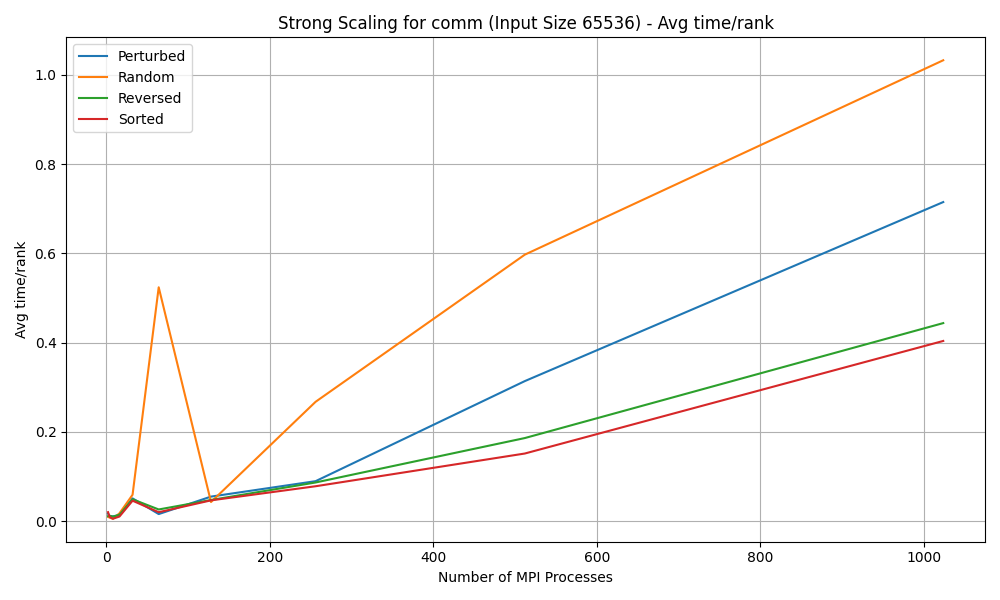 Strong Scaling for comm (Input Size 65536) - Avg time/rank
Perturbed
Random
Reversed
Sorted
Avg time/rank
1.0
0.8
0.6
0.4
0.2
0.0
0 200 400 600 800 1000
Number of MPI Processes